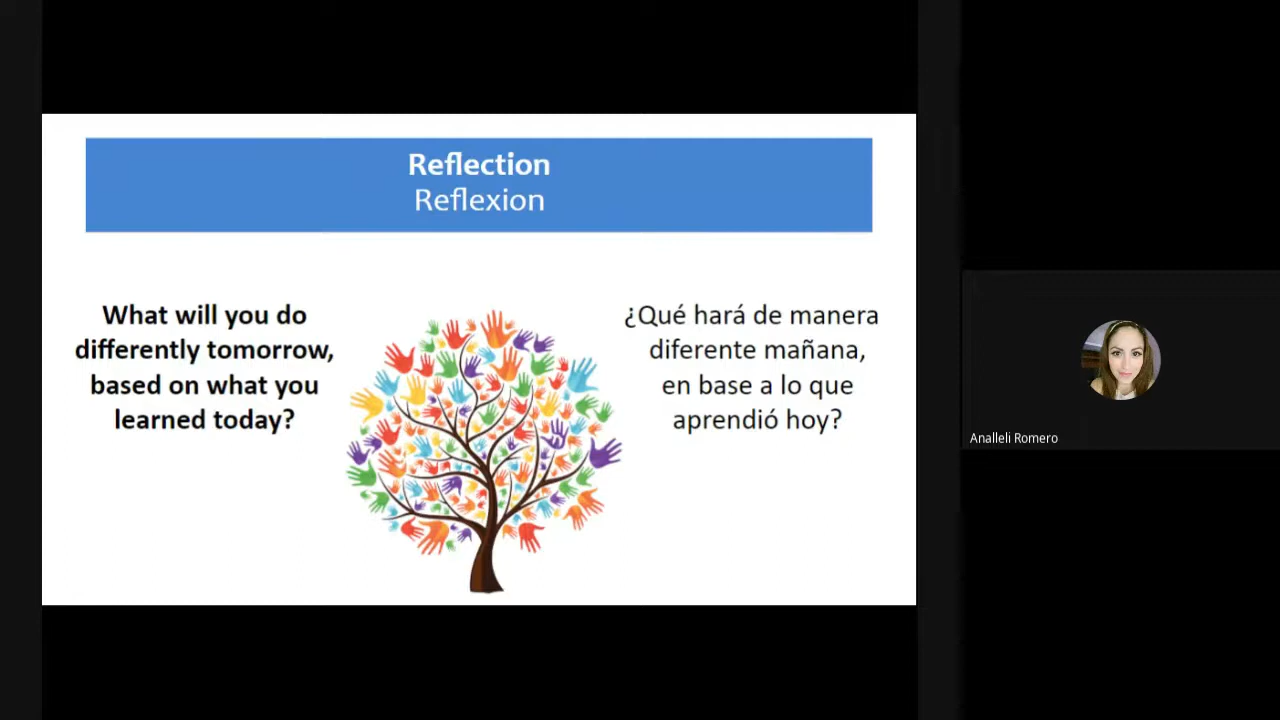 Reflection
Reflexion
What will you do
differently tomorrow,
based on what you
learned today?
¿Qué hará de manera
diferente mañana,
en base a lo que
aprendió hoy?
Analleli Romero